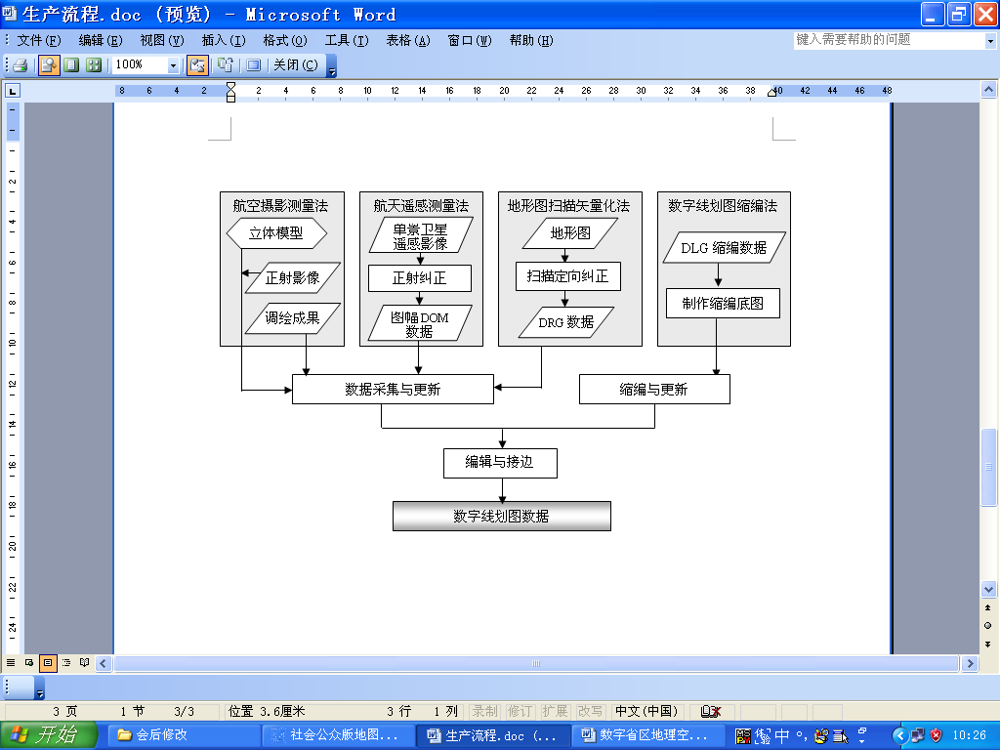 生产流程.doc (预览) - Microsoft Word
文件(F) 编辑(E) 视图(V) 插入(I) 格式(O) 工具(T) 表格(A) 窗口(W) 帮助(H)
键入需要帮助的问题
100% 关闭(C)
8 6 4 2 2 4 6 8 10 12 14 16 18 20 22 24 26 28 30 32 34 36 38 40 42 44 46 48
2
4
6
8
10
12
14
16
18
20
22
24
航空摄影测量法
立体模型
正射影像
调绘成果
航天遥感测量法
单景卫星
遥感影像
正射纠正
图幅DOM
数据
地形图扫描矢量化法
地形图
扫描定向纠正
DRG 数据
数字线划图缩编法
DLG 缩编数据
制作缩编底图
数据采集与更新
缩编与更新
编辑与接边
数字线划图数据
3 页 1 节 3/3 位置 3.6厘米 3 行 1 列 录制 修订 扩展 改写 中文(中国)
开始 会后修改 社会公众版地图... 生产流程.doc (... 数字省区地理空... 中 10:26